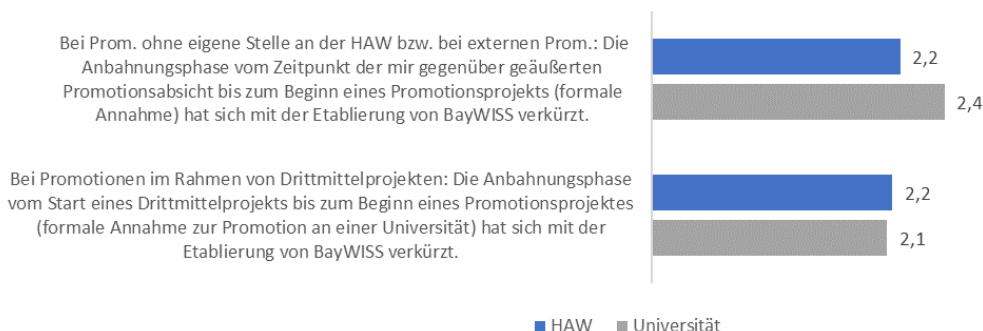 Bei Prom. ohne eigene Stelle an der HAW bzw. bei externen Prom.: Die
Anbahnungsphase vom Zeitpunkt der mir gegenüber geäußerten
Promotionsabsicht bis zum Beginn eines Promotionsprojekts (formale
Annahme) hat sich mit der Etablierung von BayWISS verkürzt.
2,2
2,4
Bei Promotionen im Rahmen von Drittmittelprojekten: Die Anbahnungsphase
vom Start eines Drittmittelprojekts bis zum Beginn eines Promotionsprojektes
(formale Annahme zur Promotion an einer Universität) hat sich mit der
Etablierung von BayWISS verkürzt.
2,2
2,1
HAW Universität